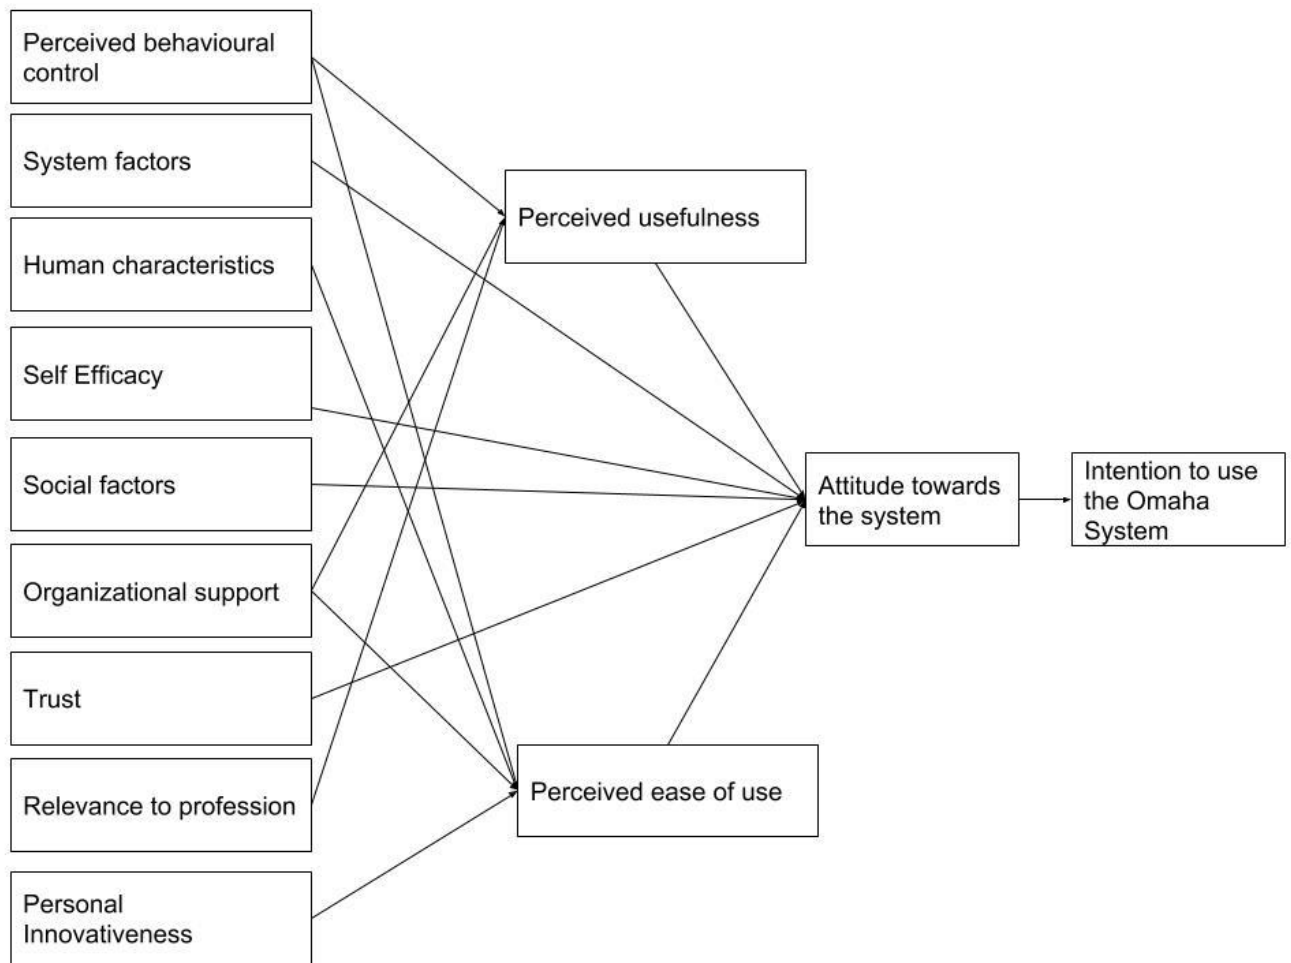 Perceived behavioural
control
System factors
Human characteristics
Self Efficacy
Social factors
Organizational support
Trust
Relevance to profession
Personal
Innovativeness
Perceived usefulness
Perceived ease of use
Attitude towards
the system
Intention to use
the Omaha
System